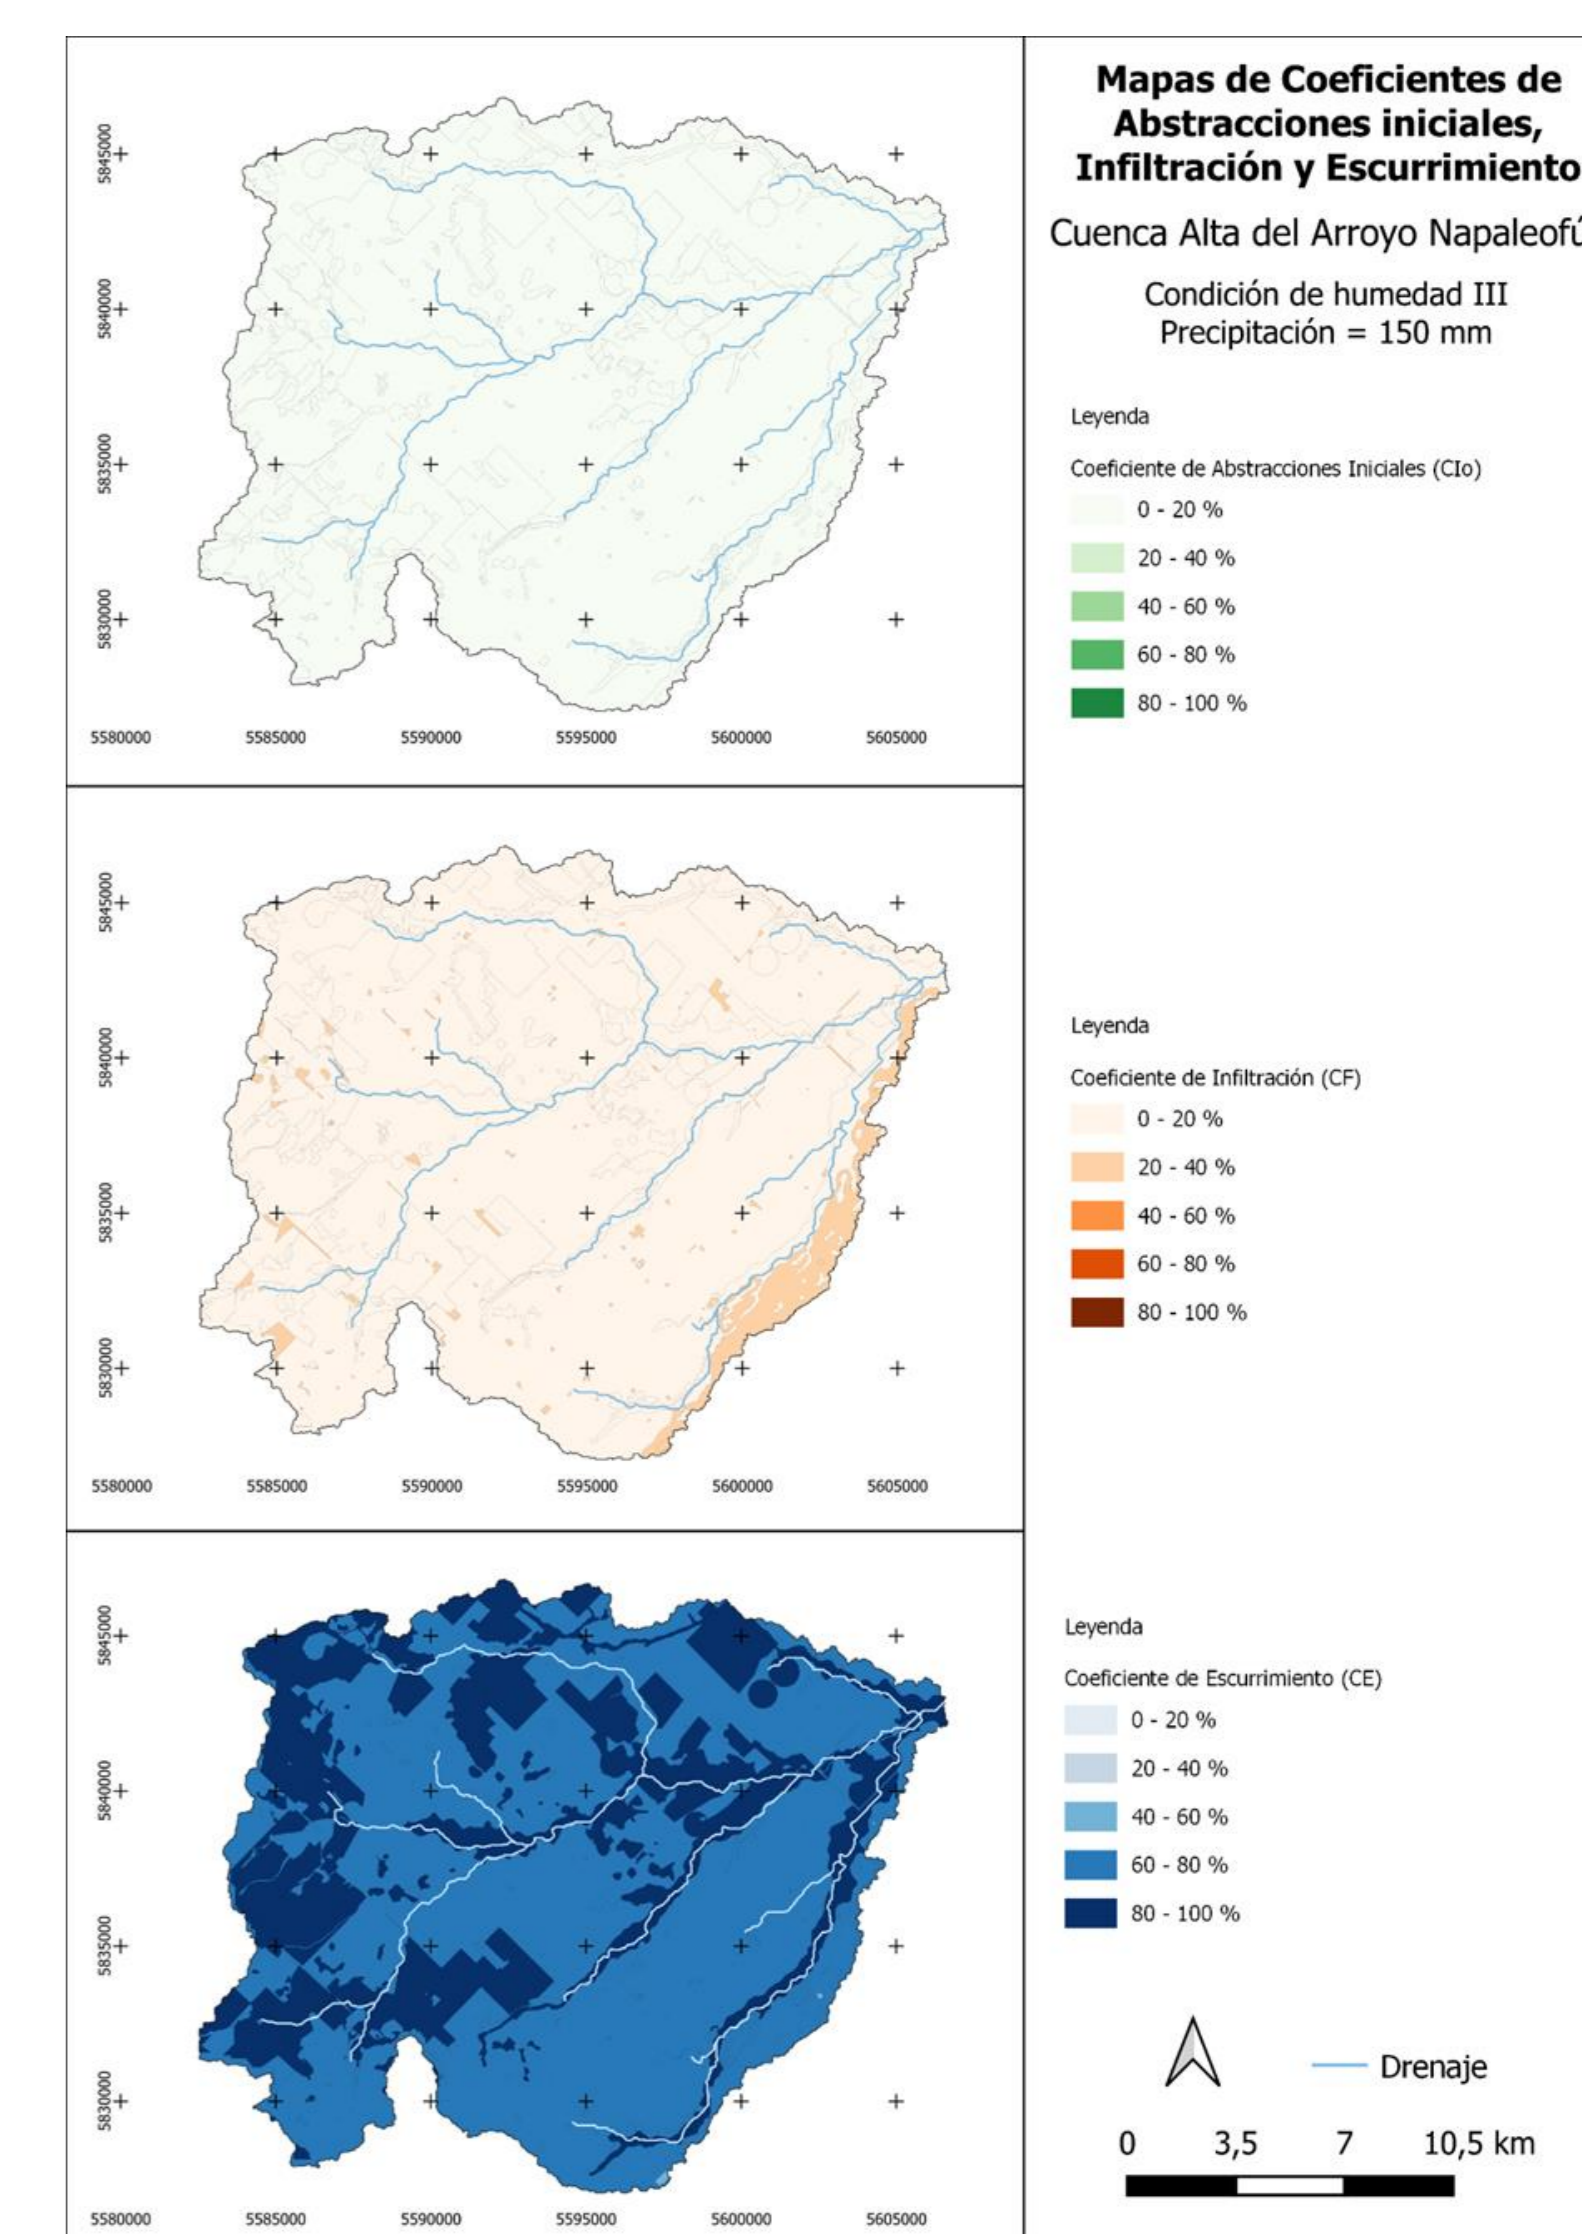 Mapas de Coeficientes de
Abstracciones iniciales,
Infiltración y Escurrimiento
Cuenca Alta del Arroyo Napaleofú
Condición de humedad III
Precipitación = 150 mm
5845000
5840000
5835000
5830000
5580000 5585000 5590000 5595000 5600000 5605000
Leyenda
Coeficiente de Abstracciones Iniciales (CIo)
0 - 20 %
20 - 40 %
40 - 60 %
60 - 80 %
80 - 100 %
5845000
5840000
5835000
5830000
5580000 5585000 5590000 5595000 5600000 5605000
Leyenda
Coeficiente de Infiltración (CF)
0 - 20 %
20 - 40 %
40 - 60 %
60 - 80 %
80 - 100 %
5845000
5840000
5835000
5830000
5580000 5585000 5590000 5595000 5600000 5605000
Leyenda
Coeficiente de Escurrimiento (CE)
0 - 20 %
20 - 40 %
40 - 60 %
60 - 80 %
80 - 100 %
Drenaje
0 3,5 7 10,5 km